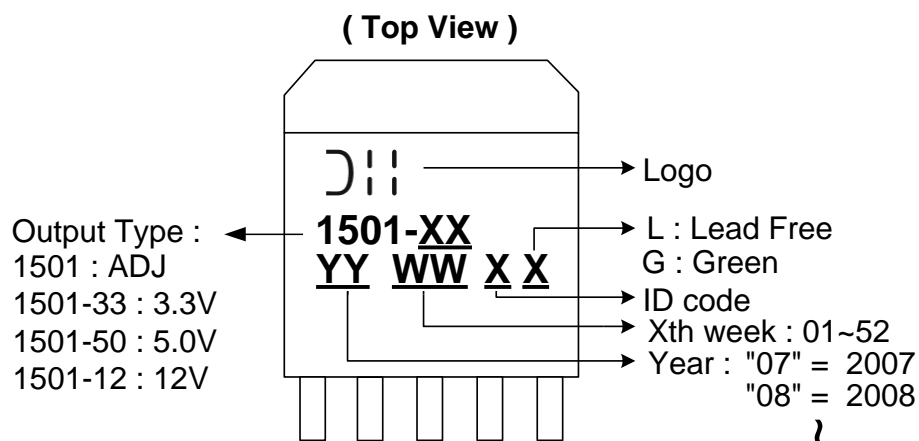 ( Top View )
Logo
1501-XX
YY WW X X
Output Type :
1501 : ADJ
1501-33 : 3.3V
1501-50 : 5.0V
1501-12 : 12V
L : Lead Free
G : Green
ID code
Xth week : 01~52
Year : "07" = 2007
"08" = 2008
~